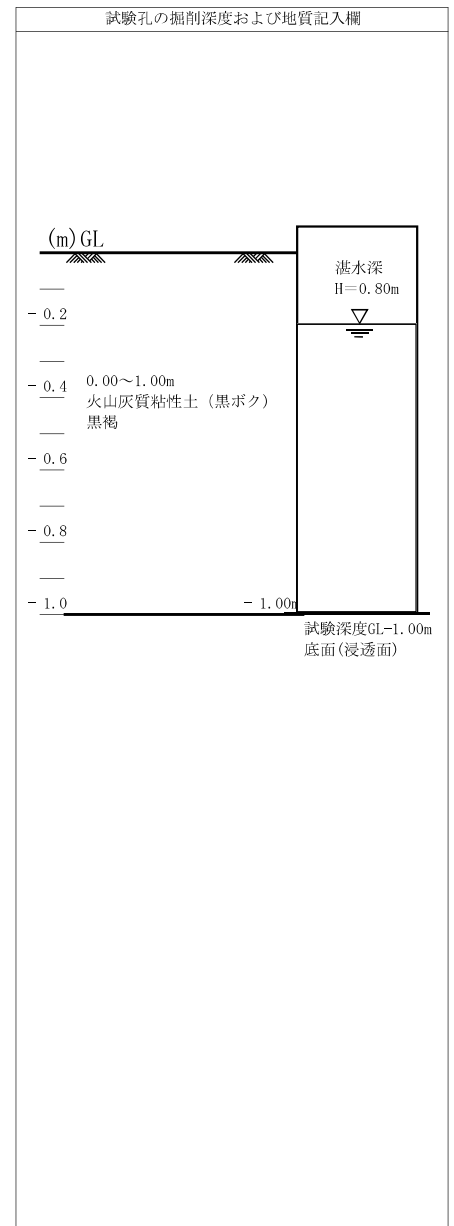 試験孔の掘削深度および地質記入欄
(m)GL
湛水深
H=0.80m
- 0.2
- 0.4
0.00～1.00m
火山灰質粘性土 (黒ボク)
黒褐
- 0.6
- 0.8
- 1.0
- 1.00m
試験深度GL-1.00m
底面(浸透面)